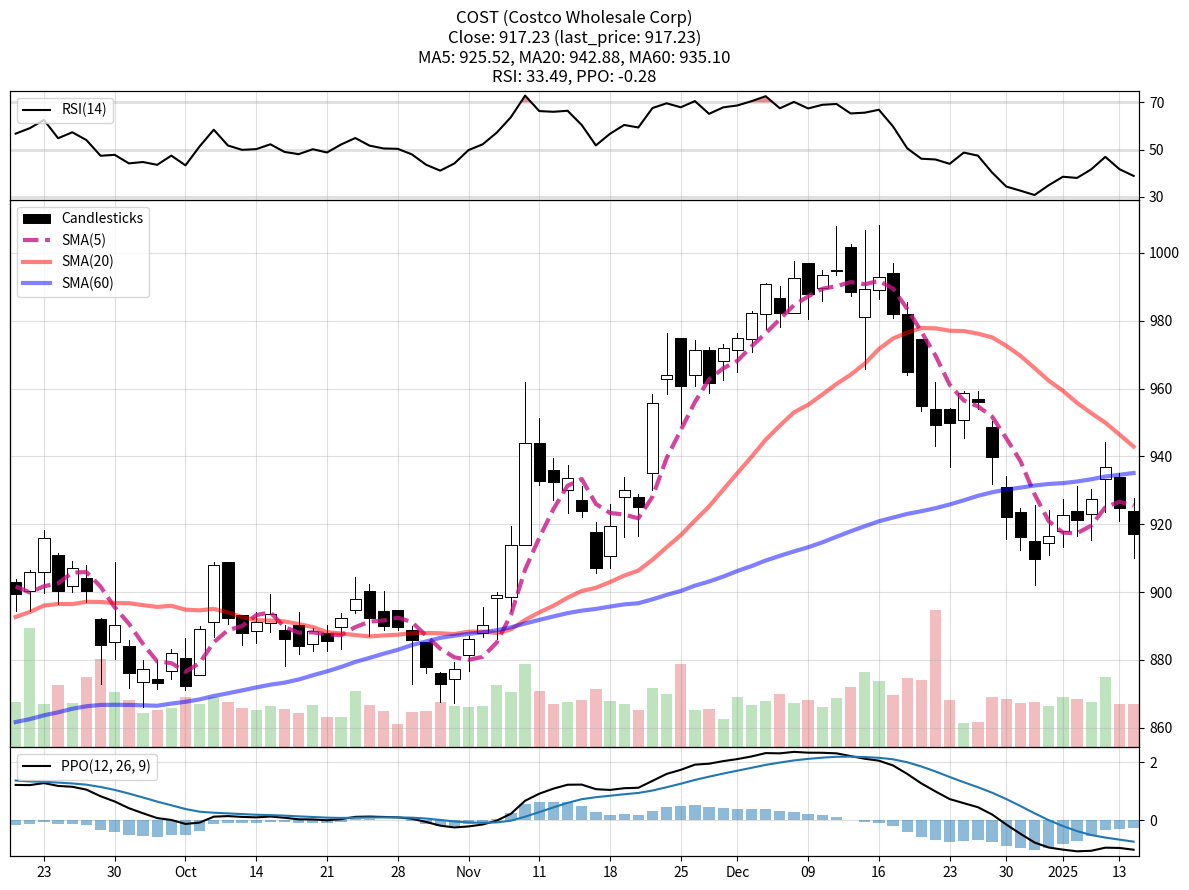 COST (Costco Wholesale Corp)
Close: 917.23 (last_price: 917.23)
MA5: 925.52, MA20: 942.88, MA60: 935.10
RSI: 33.49, PPO: -0.28
RSI(14)
70
50
30
Candlesticks
SMA(5)
SMA(20)
SMA(60)
1000
980
960
940
920
900
880
860
PPO(12, 26, 9)
2
0
23 30 Oct 14 21 28 Nov 11 18 25 Dec 09 16 23 30 2025 13